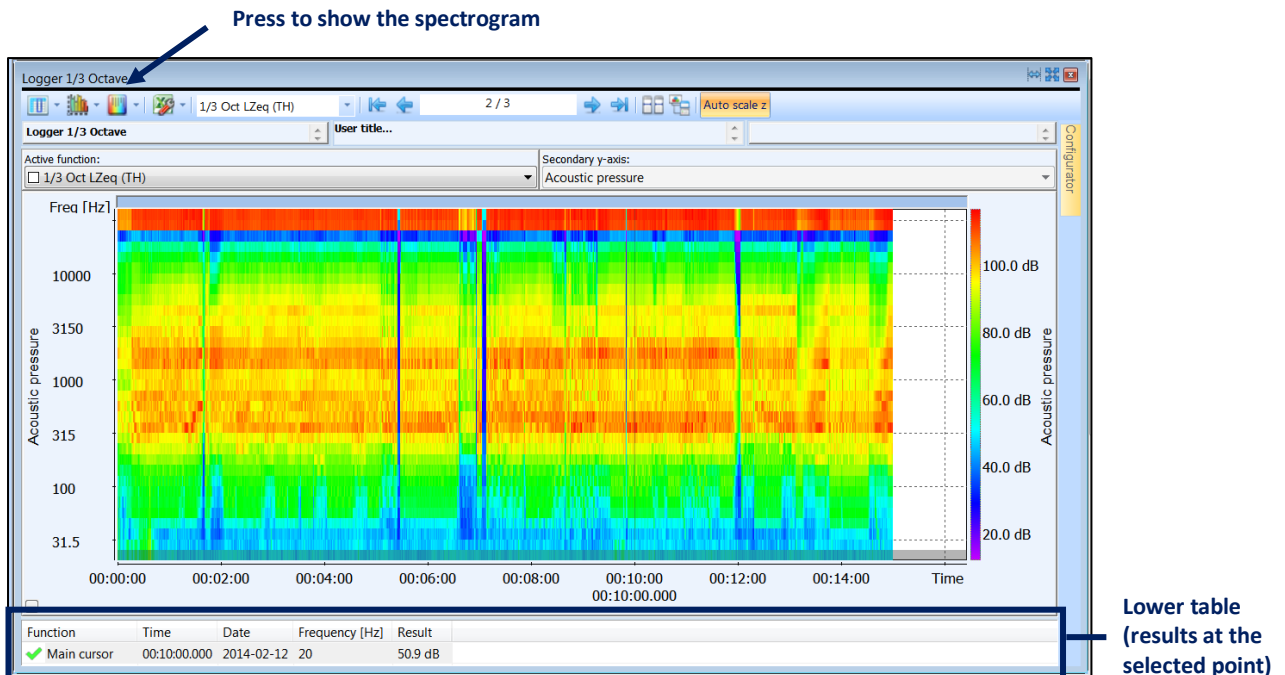 Press to show the spectrogram
Logger 1/3 Octave
1/3 Oct LZeq (TH)
2 / 3
Auto scale z
Logger 1/3 Octave
User title...
Configurator
Active function:
Secondary y-axis:
1/3 Oct LZeq (TH)
Acoustic pressure
Freq [Hz]
10000
3150
1000
315
100
31.5
Acoustic pressure
100.0 dB
80.0 dB
60.0 dB
40.0 dB
20.0 dB
Acoustic pressure
00:00:00 00:02:00 00:04:00 00:06:00 00:08:00 00:10:00 00:12:00 00:14:00 Time
00:10:00.000
Function Time Date Frequency [Hz] Result
Main cursor 00:10:00.000 2014-02-12 20 50.9 dB
Lower table
(results at the
selected point)